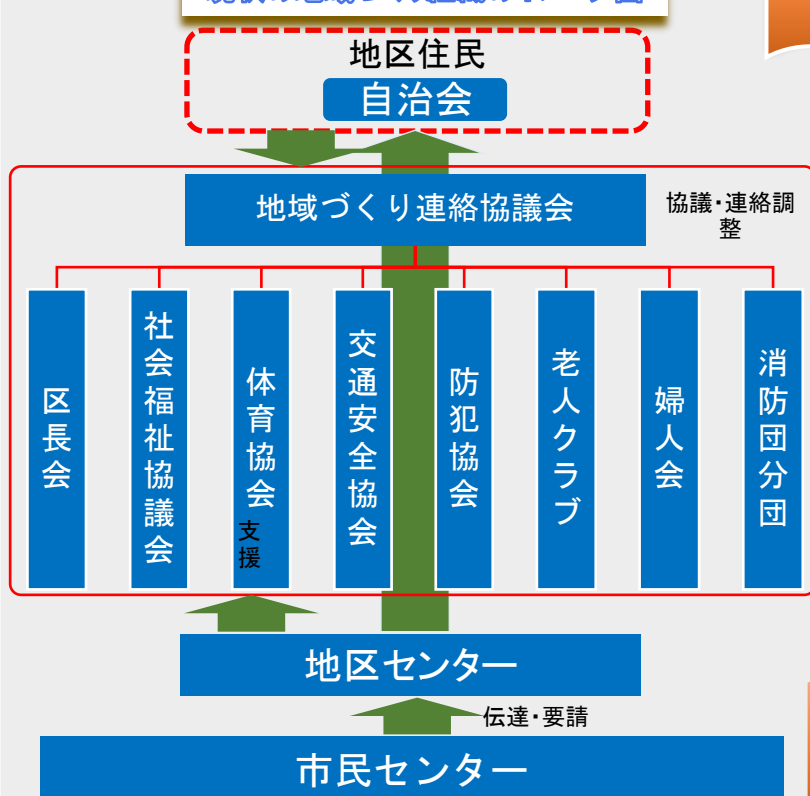 地区住民
自治会
地域づくり連絡協議会
協議・連絡調
整
区長会
社会福祉協議会
体育協会
交通安全協会
防犯協会
老人クラブ
婦人会
消防団分団
支
援
地区センター
伝達・要請
市民センター